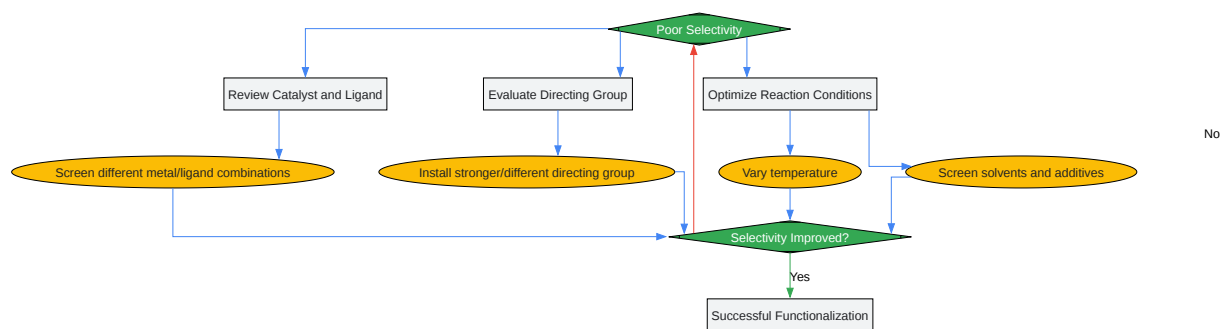 Poor Selectivity
Review Catalyst and Ligand
Evaluate Directing Group
Optimize Reaction Conditions
No
Screen different metal/ligand combinations
Install stronger/different directing group
Vary temperature
Screen solvents and additives
Selectivity Improved?
Yes
Successful Functionalization